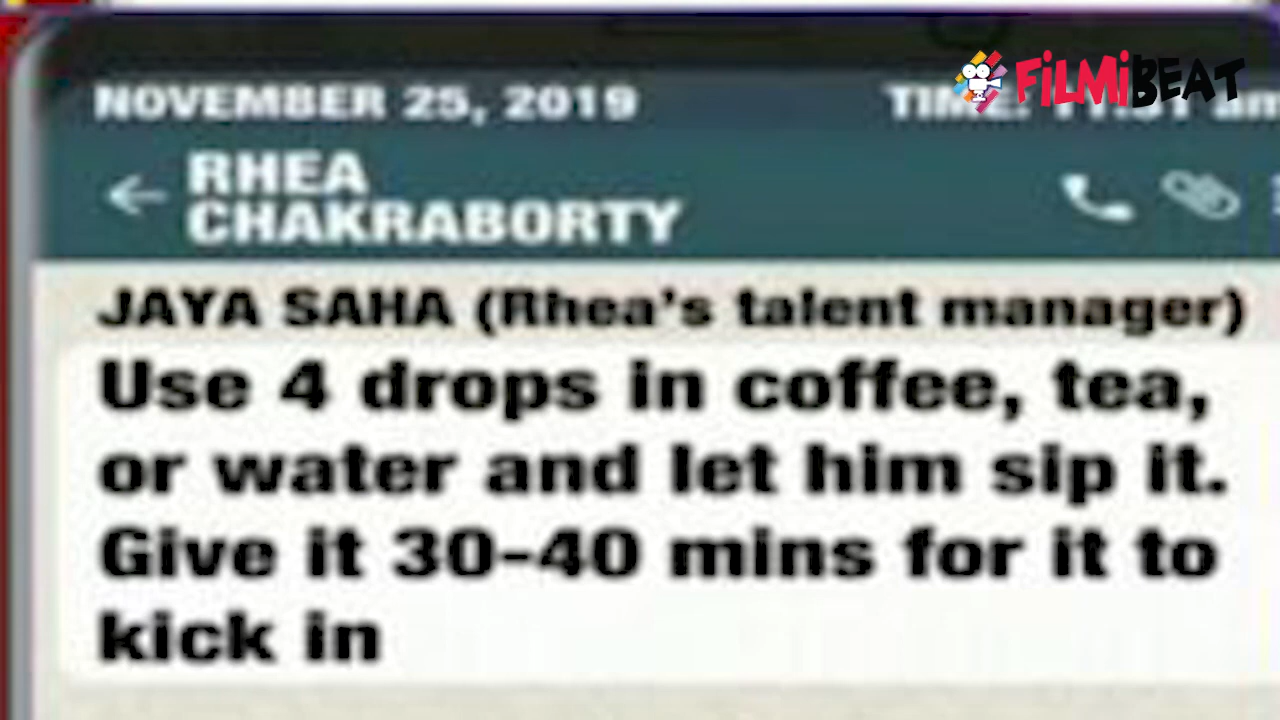 FiLMiBEAT
NOVEMBER 25, 2019 TIME:
RHEA
CHAKRABORTY
JAYA SAHA (Rhea's talent manager)
Use 4 drops in coffee, tea,
or water and let him sip it.
Give it 30-40 mins for it to
kick in